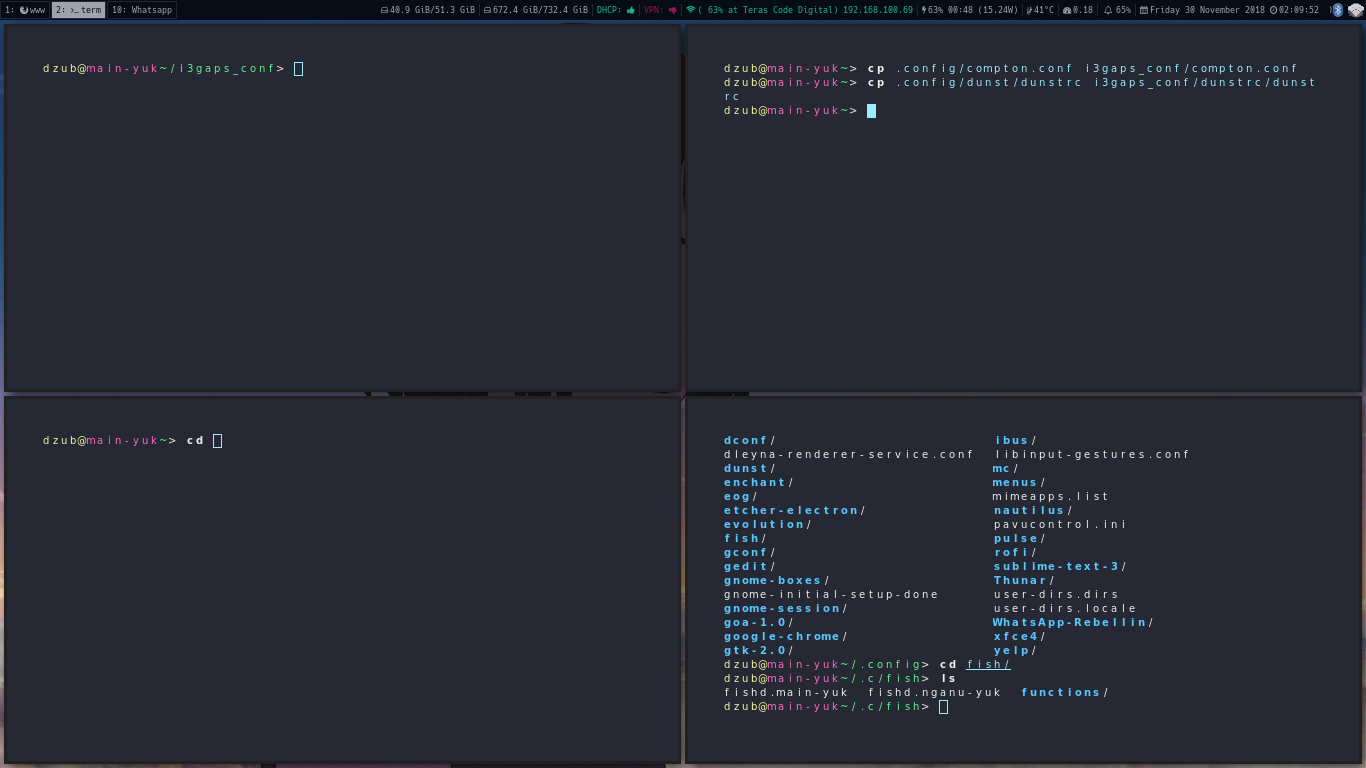 1: www 2: >_term 10: Whatsapp 40.9 GiB/51.3 GiB 672.4 GiB/732.4 GiB DHCP: VPN: ( 63% at Teras Code Digital) 192.168.100.69 63% 00:48 (15.24W) 41°C 0.18 65% Friday 30 November 2018 02:09:52
dzub@main-yuk~/i3gaps_conf>
dzub@main-yuk~> cp .config/compton.conf i3gaps_conf/compton.conf
dzub@main-yuk~> cp .config/dunst/dunstrc i3gaps_conf/dunstrc/dunst
rc
dzub@main-yuk~>
dzub@main-yuk~> cd
dconf/ ibus/
dleyna-renderer-service.conf libinput-gestures.conf
dunst/ mc/
enchant/ menus/
eog/ mimeapps.list
etcher-electron/ nautilus/
evolution/ pavucontrol.ini
fish/ pulse/
gconf/ rofi/
gedit/ sublime-text-3/
gnome-boxes/ Thunar/
gnome-initial-setup-done user-dirs.dirs
gnome-session/ user-dirs.locale
goa-1.0/ WhatsApp-Rebellin/
google-chrome/ xfce4/
gtk-2.0/ yelp/
dzub@main-yuk~/.config> cd fish/
dzub@main-yuk~/.c/fish> ls
fishd.main-yuk fishd.nganu-yuk functions/
dzub@main-yuk~/.c/fish>